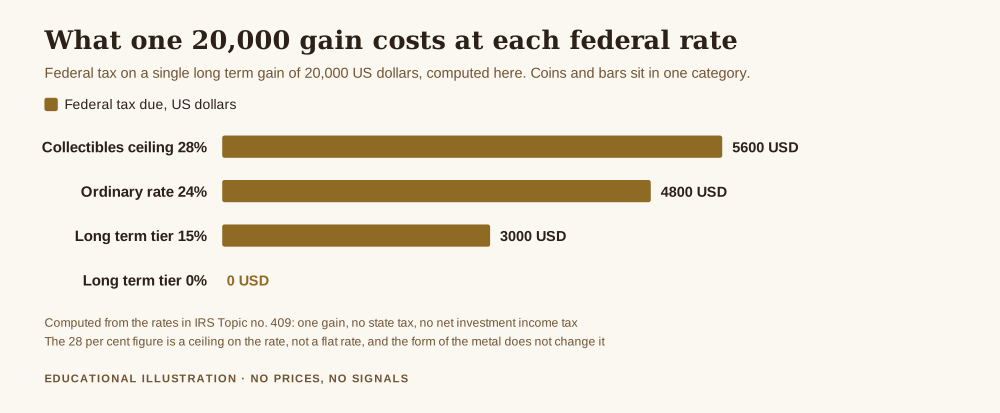 What one 20,000 gain costs at each federal rate
Federal tax on a single long term gain of 20,000 US dollars, computed here. Coins and bars sit in one category.
Federal tax due, US dollars
Collectibles ceiling 28% 5600 USD
Ordinary rate 24% 4800 USD
Long term tier 15% 3000 USD
Long term tier 0% 0 USD
Computed from the rates in IRS Topic no. 409: one gain, no state tax, no net investment income tax
The 28 per cent figure is a ceiling on the rate, not a flat rate, and the form of the metal does not change it
EDUCATIONAL ILLUSTRATION · NO PRICES, NO SIGNALS